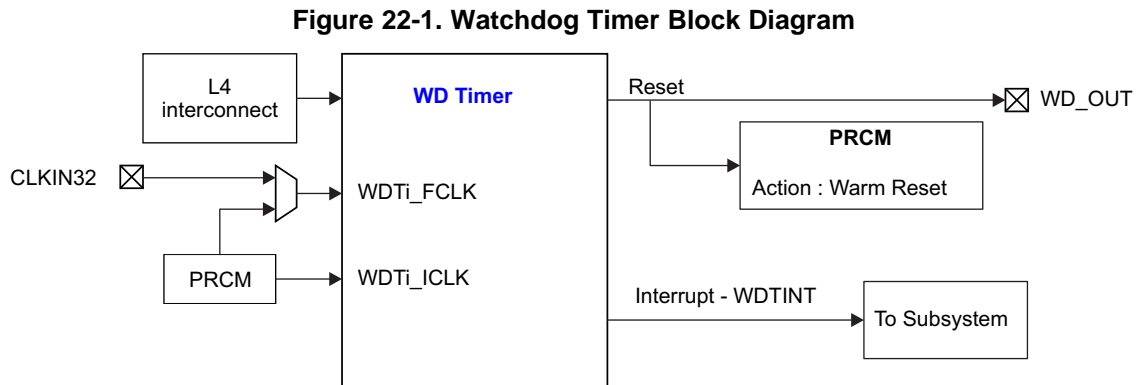 Figure 22-1. Watchdog Timer Block Diagram
L4
interconnect
WD Timer
Reset
WD_OUT
PRCM
Action : Warm Reset
CLKIN32
WDTi_FCLK
PRCM
WDTi_ICLK
Interrupt - WDTINT
To Subsystem